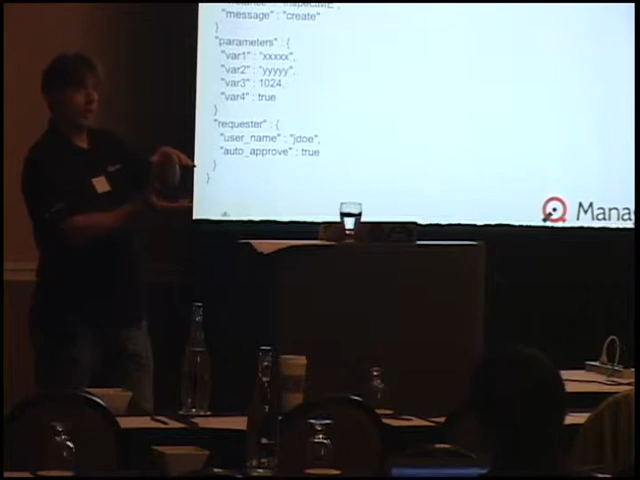 "message" : "create"
}
"parameters" : {
"var1" : "xxxxx",
"var2" : "yyyyy",
"var3" : 1024,
"var4" : true
}
"requester" : {
"user_name" : "jdoe",
"auto_approve" : true
}
}
Mana